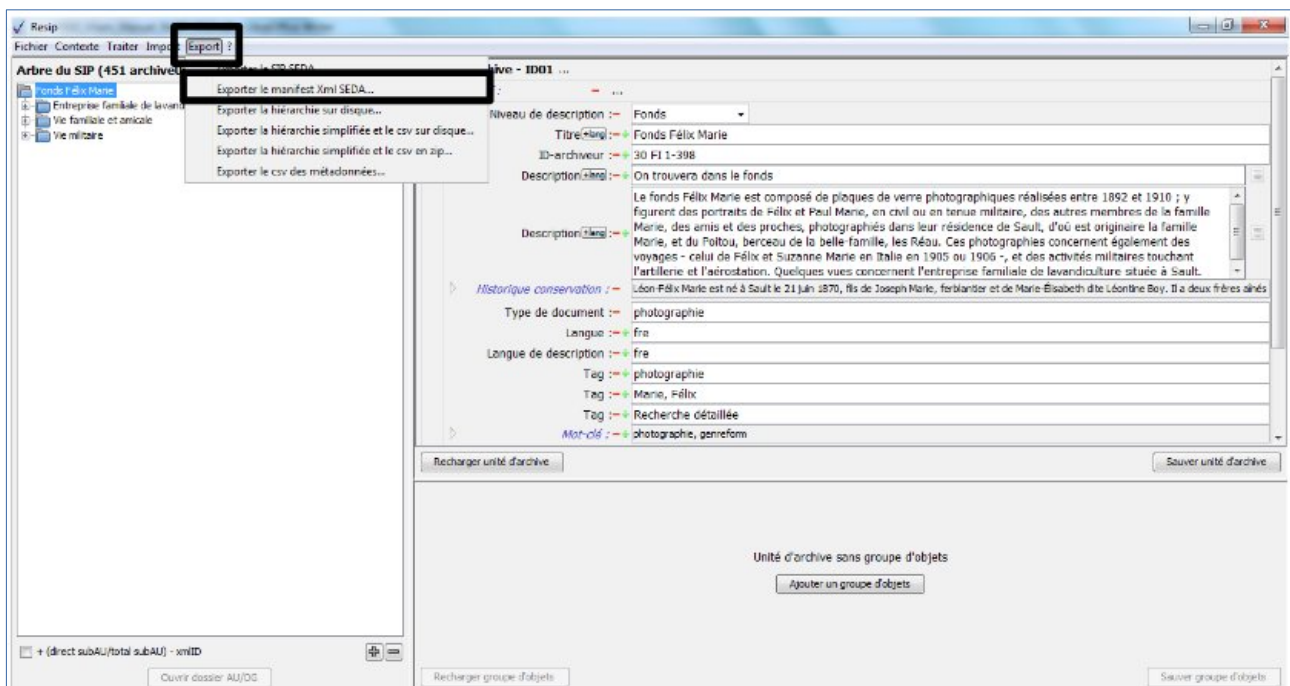 Resip
Fichier Contexte Traiter Import Export ?
Arbre du SIP (451 archive
Fonds Félix Marie
Entreprise familiale de lavand
Vie familiale et amicale
Vie militaire
Exporter le SIP SEDA...
Exporter le manifest Xml SEDA...
Exporter la hiérarchie sur disque...
Exporter la hiérarchie simplifiée et le csv sur disque...
Exporter la hiérarchie simplifiée et le csv en zip...
Exporter le csv des métadonnées...
hive - ID01 ...
: − ...
Niveau de description :− Fonds
Titre +lang :−+ Fonds Félix Marie
ID-archiveur :−+ 30 FI 1-398
Description +lang :−+ On trouvera dans le fonds
Description +lang :−+
Le fonds Félix Marie est composé de plaques de verre photographiques réalisées entre 1892 et 1910 ; y
figurent des portraits de Félix et Paul Marie, en civil ou en tenue militaire, des autres membres de la famille
Marie, des amis et des proches, photographiés dans leur résidence de Sault, d'où est originaire la famille
Marie, et du Poitou, berceau de la belle-famille, les Réau. Ces photographies concernent également des
voyages - celui de Félix et Suzanne Marie en Italie en 1905 ou 1906 -, et des activités militaires touchant
l'artillerie et l'aérostation. Quelques vues concernent l'entreprise familiale de lavandiculture située à Sault.
Historique conservation :− Léon-Félix Marie est né à Sault le 21 juin 1870, fils de Joseph Marie, ferblantier et de Marie-Élisabeth dite Léontine Boy. Il a deux frères aînés
Type de document :− photographie
Langue :−+ fre
Langue de description :−+ fre
Tag :−+ photographie
Tag :−+ Marie, Félix
Tag :−+ Recherche détaillée
Mot-clé :−+ photographie, genreform
Recharger unité d'archive
Sauver unité d'archive
Unité d'archive sans groupe d'objets
Ajouter un groupe d'objets
+ (direct subAU/total subAU) - xmlID
Ouvrir dossier AU/OG
Recharger groupe d'objets
Sauver groupe d'objets